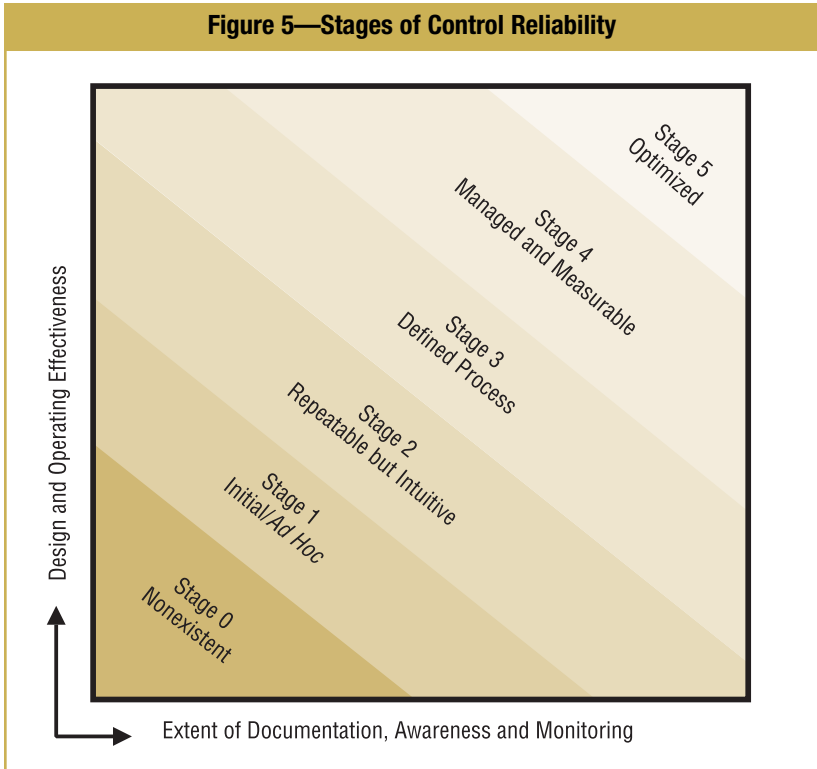 Figure 5—Stages of Control Reliability
Stage 5
Optimized
Stage 4
Managed and Measurable
Stage 3
Defined Process
Stage 2
Repeatable but Intuitive
Stage 1
Initial/Ad Hoc
Stage 0
Nonexistent
Design and Operating Effectiveness
Extent of Documentation, Awareness and Monitoring